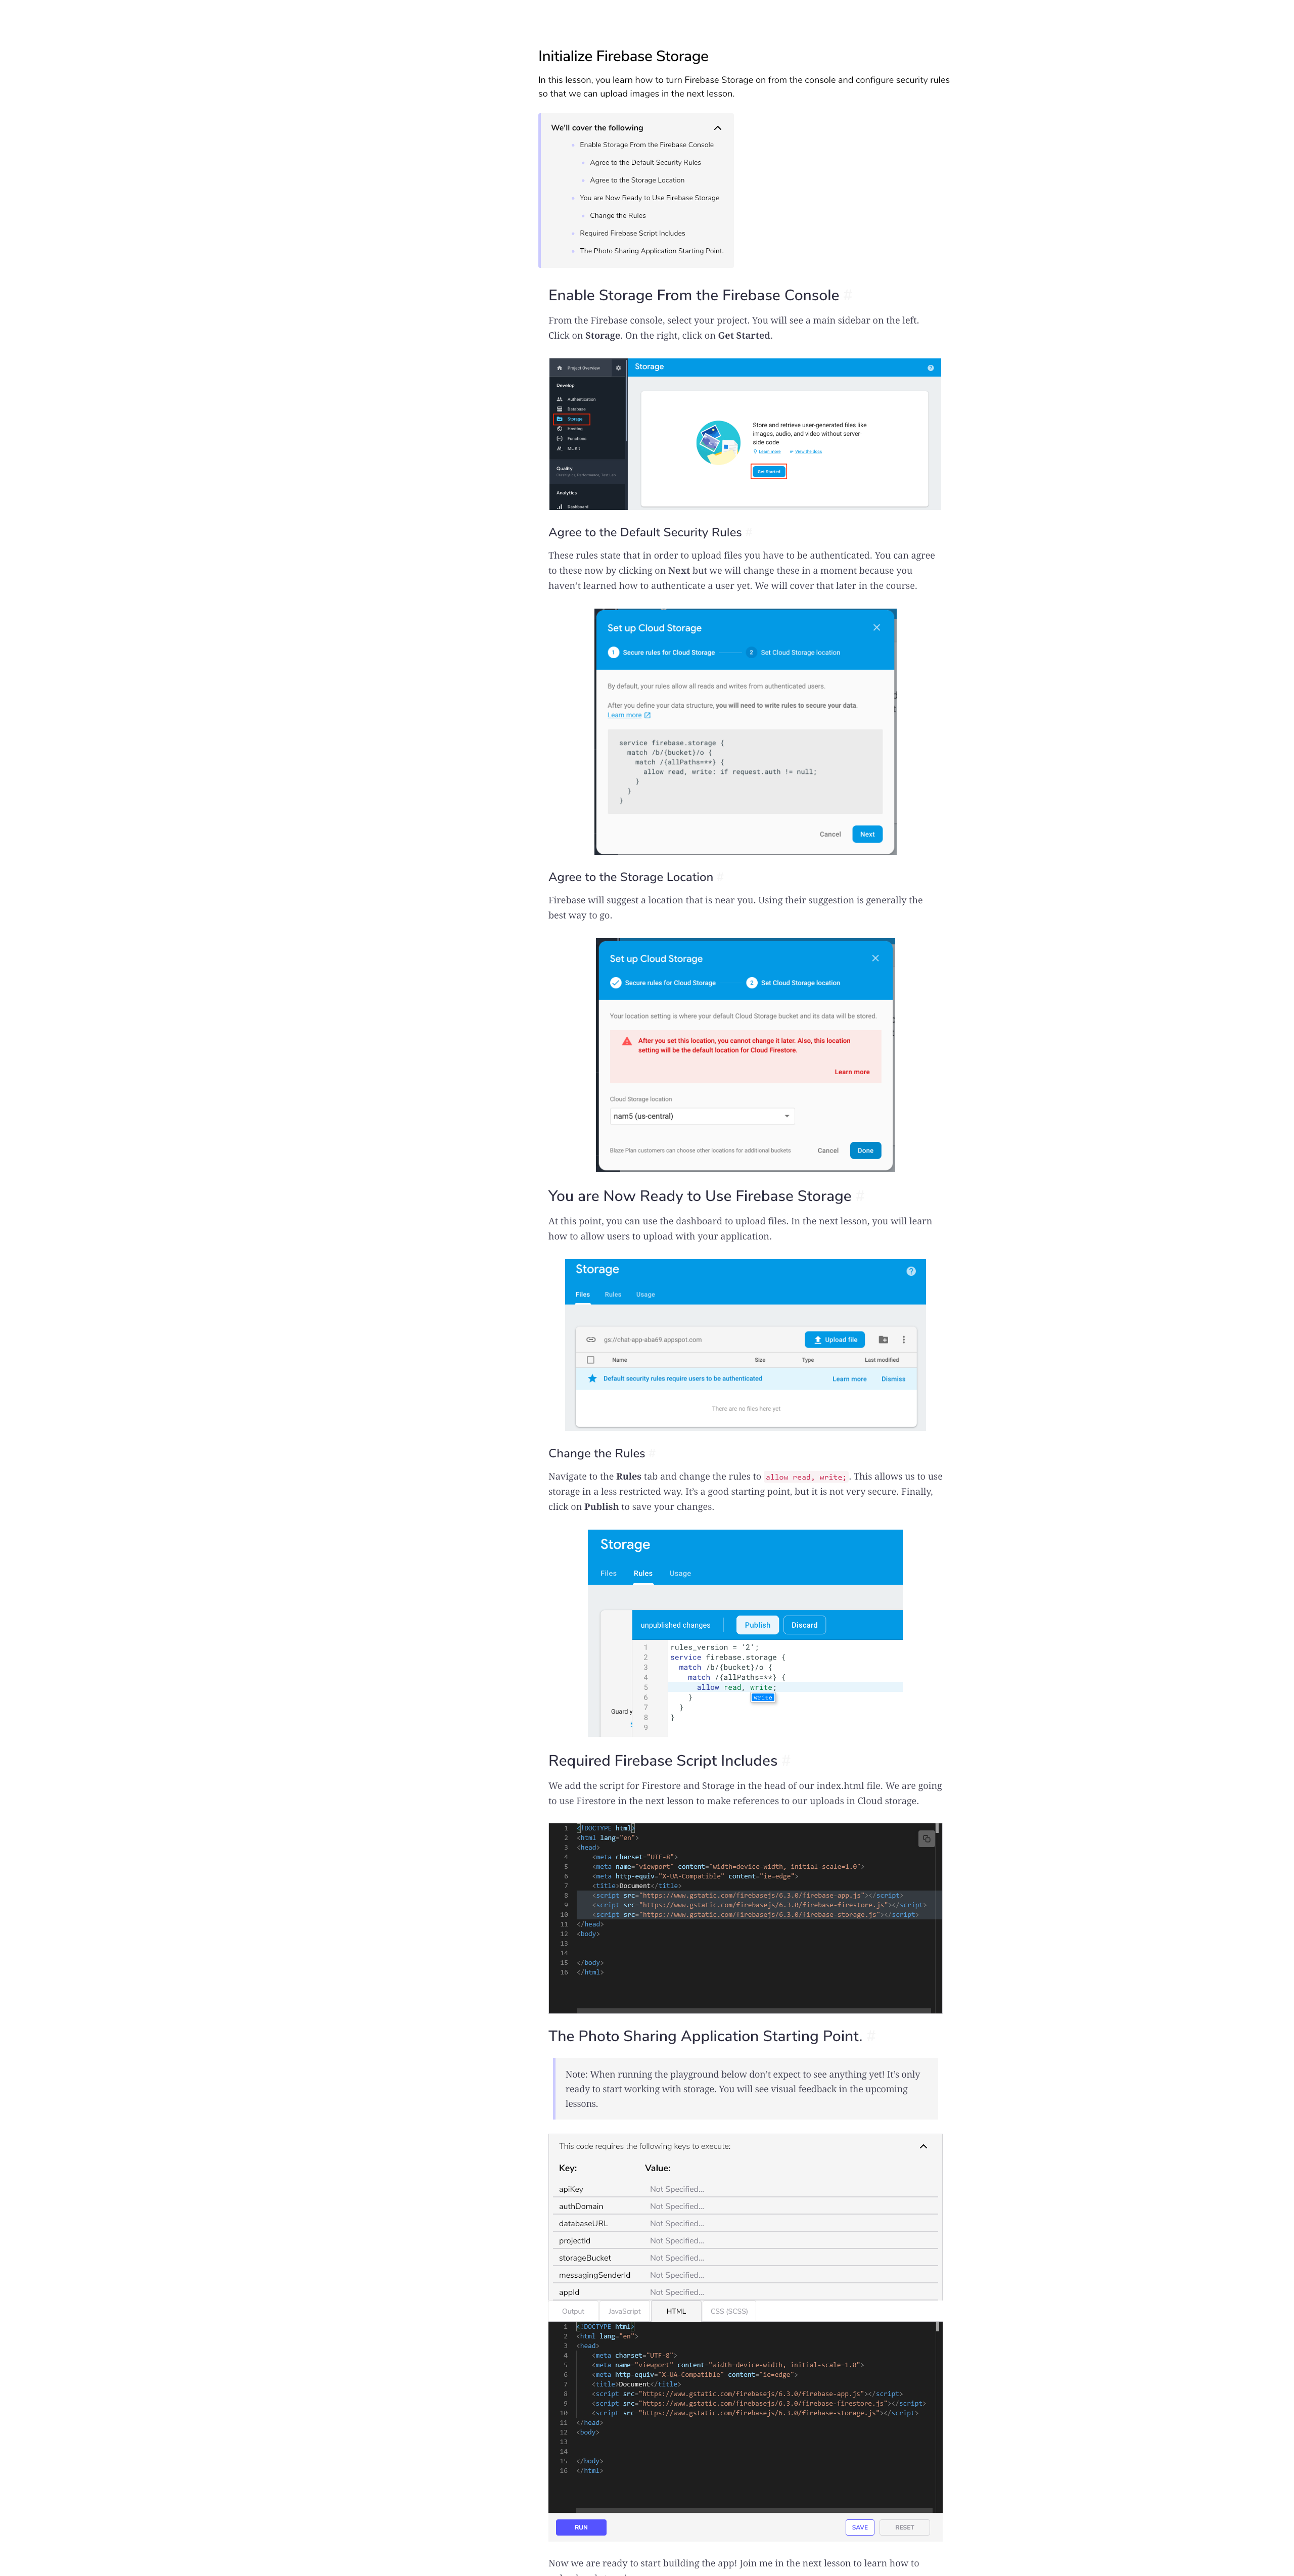 Initialize Firebase Storage
In this lesson, you learn how to turn Firebase Storage on from the console and configure security rules
so that we can upload images in the next lesson.
We'll cover the following
Enable Storage From the Firebase Console
Agree to the Default Security Rules
Agree to the Storage Location
You are Now Ready to Use Firebase Storage
Change the Rules
Required Firebase Script Includes
The Photo Sharing Application Starting Point.
Enable Storage From the Firebase Console #
From the Firebase console, select your project. You will see a main sidebar on the left.
Click on Storage. On the right, click on Get Started.
Project Overview
Develop
Authentication
Database
Storage
Hosting
Functions
ML Kit
Quality
Analytics
Dashboard
Storage
Store and retrieve user-generated files like
images, audio, and video without server-
side code
Learn more View the docs
Get Started
Agree to the Default Security Rules #
These rules state that in order to upload files you have to be authenticated. You can agree
to these now by clicking on Next but we will change these in a moment because you
haven't learned how to authenticate a user yet. We will cover that later in the course.
Set up Cloud Storage
1 Secure rules for Cloud Storage 2 Set Cloud Storage location
By default, your rules allow all reads and writes from authenticated users.
After you define your data structure, you will need to write rules to secure your data.
Learn more
service firebase.storage {
match /b/{bucket}/o {
match /{allPaths=**} {
allow read, write: if request.auth != null;
}
}
}
Cancel Next
Agree to the Storage Location #
Firebase will suggest a location that is near you. Using their suggestion is generally the
best way to go.
Set up Cloud Storage
Secure rules for Cloud Storage 2 Set Cloud Storage location
Your location setting is where your default Cloud Storage bucket and its data will be stored.
After you set this location, you cannot change it later. Also, this location
setting will be the default location for Cloud Firestore.
Learn more
Cloud Storage location
nam5 (us-central)
Blaze Plan customers can choose other locations for additional buckets Cancel Done
You are Now Ready to Use Firebase Storage #
At this point, you can use the dashboard to upload files. In the next lesson, you will learn
how to allow users to upload with your application.
Storage
Files Rules Usage
gs://chat-app-aba69.appspot.com Upload file
Name Size Type Last modified
Default security rules require users to be authenticated Learn more Dismiss
There are no files here yet
Change the Rules #
Navigate to the Rules tab and change the rules to allow read, write; . This allows us to use
storage in a less restricted way. It's a good starting point, but it is not very secure. Finally,
click on Publish to save your changes.
Storage
Files Rules Usage
unpublished changes Publish Discard
1 rules_version = '2';
2 service firebase.storage {
3 match /b/{bucket}/o {
4 match /{allPaths=**} {
5 allow read, write;
6 } write
7 }
8 }
9
Guard y
Required Firebase Script Includes #
We add the script for Firestore and Storage in the head of our index.html file. We are going
to use Firestore in the next lesson to make references to our uploads in Cloud storage.
1 <!DOCTYPE html>
2 <html lang="en">
3 <head>
4 <meta charset="UTF-8">
5 <meta name="viewport" content="width=device-width, initial-scale=1.0">
6 <meta http-equiv="X-UA-Compatible" content="ie=edge">
7 <title>Document</title>
8 <script src="https://www.gstatic.com/firebasejs/6.3.0/firebase-app.js"></script>
9 <script src="https://www.gstatic.com/firebasejs/6.3.0/firebase-firestore.js"></script>
10 <script src="https://www.gstatic.com/firebasejs/6.3.0/firebase-storage.js"></script>
11 </head>
12 <body>
13
14
15 </body>
16 </html>
The Photo Sharing Application Starting Point. #
Note: When running the playground below don't expect to see anything yet! It's only
ready to start working with storage. You will see visual feedback in the upcoming
lessons.
This code requires the following keys to execute:
Key: Value:
apiKey Not Specified...
authDomain Not Specified...
databaseURL Not Specified...
projectId Not Specified...
storageBucket Not Specified...
messagingSenderId Not Specified...
appId Not Specified...
Output JavaScript HTML CSS (SCSS)
1 <!DOCTYPE html>
2 <html lang="en">
3 <head>
4 <meta charset="UTF-8">
5 <meta name="viewport" content="width=device-width, initial-scale=1.0">
6 <meta http-equiv="X-UA-Compatible" content="ie=edge">
7 <title>Document</title>
8 <script src="https://www.gstatic.com/firebasejs/6.3.0/firebase-app.js"></script>
9 <script src="https://www.gstatic.com/firebasejs/6.3.0/firebase-firestore.js"></script>
10 <script src="https://www.gstatic.com/firebasejs/6.3.0/firebase-storage.js"></script>
11 </head>
12 <body>
13
14
15 </body>
16 </html>
RUN SAVE RESET
Now we are ready to start building the app! Join me in the next lesson to learn how to